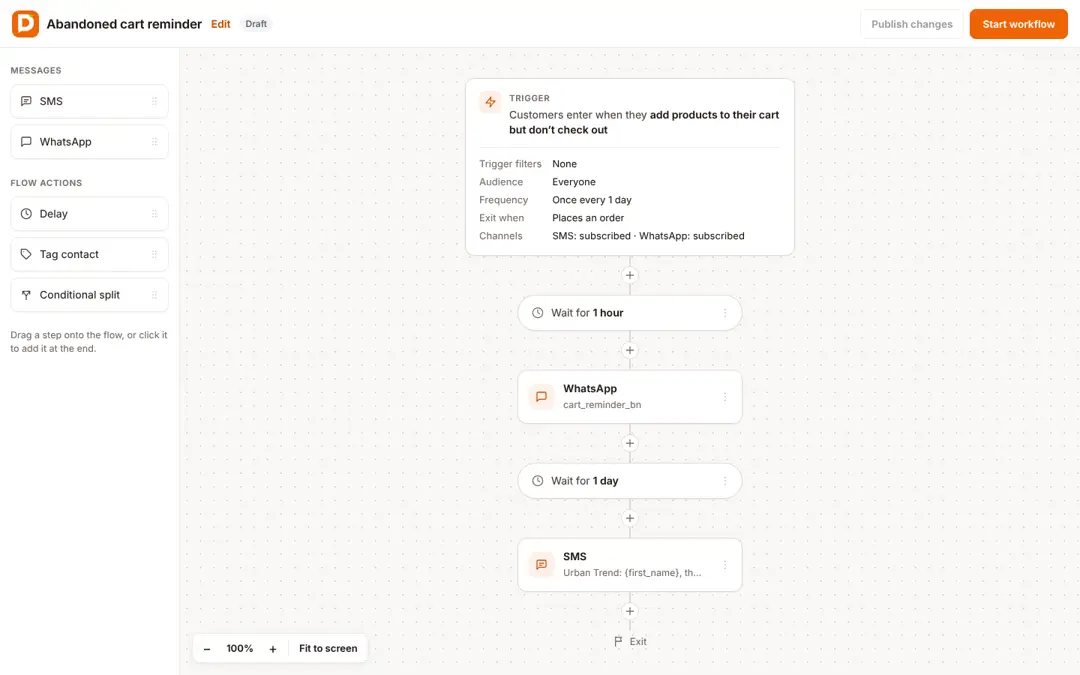 Abandoned cart reminder Edit Draft
Publish changes Start workflow
MESSAGES
SMS
WhatsApp
FLOW ACTIONS
Delay
Tag contact
Conditional split
Drag a step onto the flow, or click it
to add it at the end.
TRIGGER
Customers enter when they add products to their cart
but don’t check out
Trigger filters None
Audience Everyone
Frequency Once every 1 day
Exit when Places an order
Channels SMS: subscribed · WhatsApp: subscribed
+
Wait for 1 hour
+
WhatsApp
cart_reminder_bn
+
Wait for 1 day
+
SMS
Urban Trend: {first_name}, th...
+
Exit
− 100% + Fit to screen